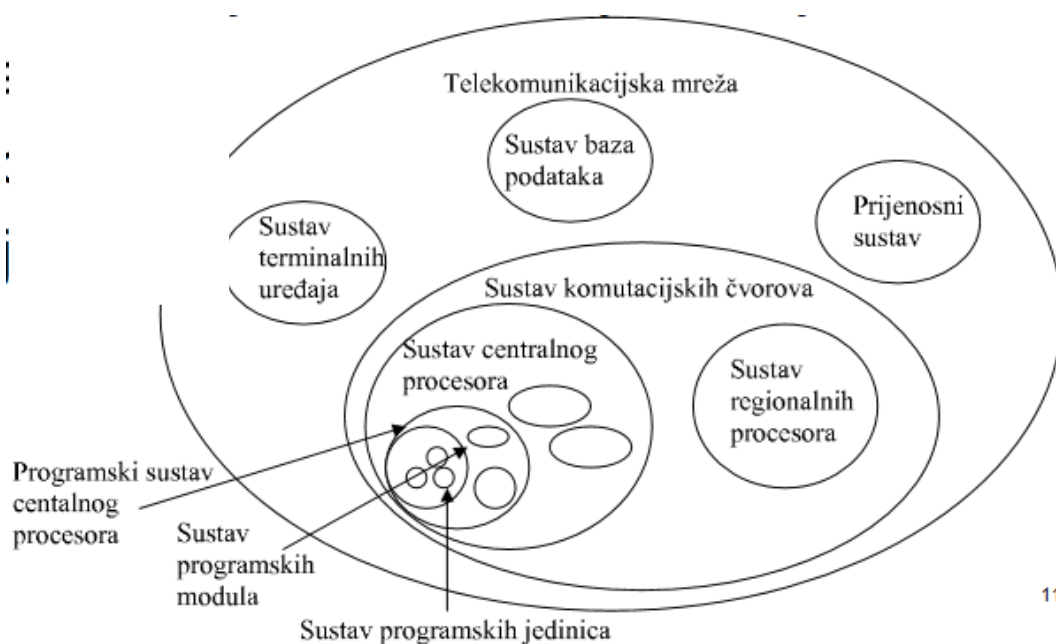 Telekomunikacijska mreža
Sustav baza
podataka
Prijenosni
sustav
Sustav
terminalnih
uređaja
Sustav komutacijskih čvorova
Sustav centralnog
procesora
Sustav
regionalnih
procesora
Programski sustav
centalnog
procesora
Sustav
programskih
modula
Sustav programskih jedinica
11